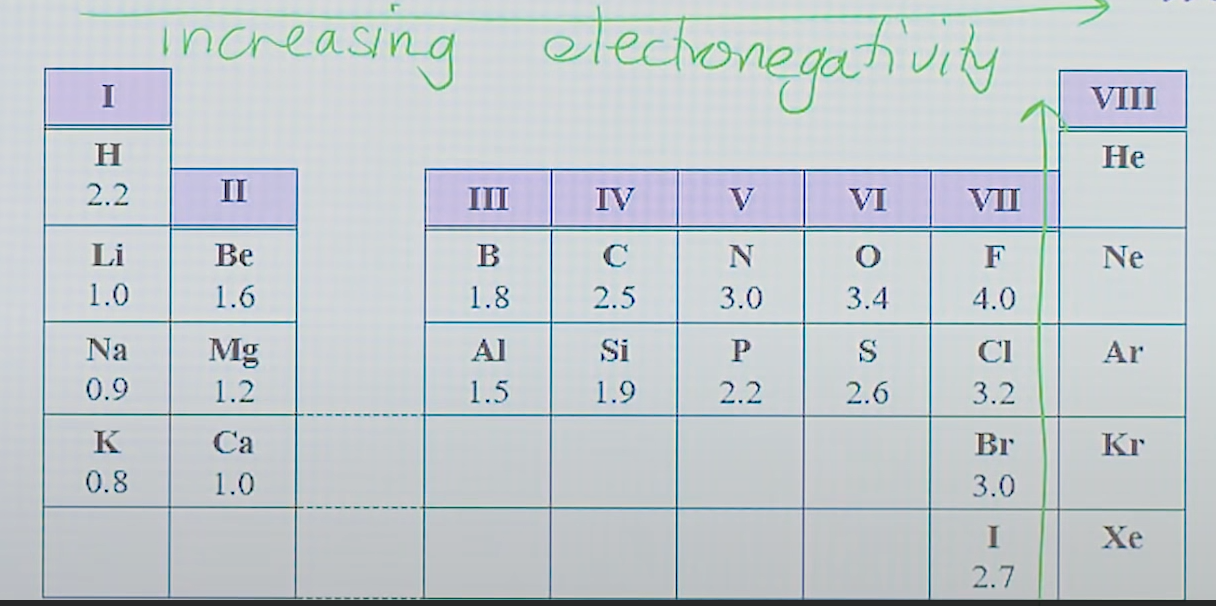 increasing electronegativity
I VIII
H He
2.2 II III IV V VI VII
Li Be B C N O F Ne
1.0 1.6 1.8 2.5 3.0 3.4 4.0
Na Mg Al Si P S Cl Ar
0.9 1.2 1.5 1.9 2.2 2.6 3.2
K Ca Br Kr
0.8 1.0 3.0
I Xe
2.7